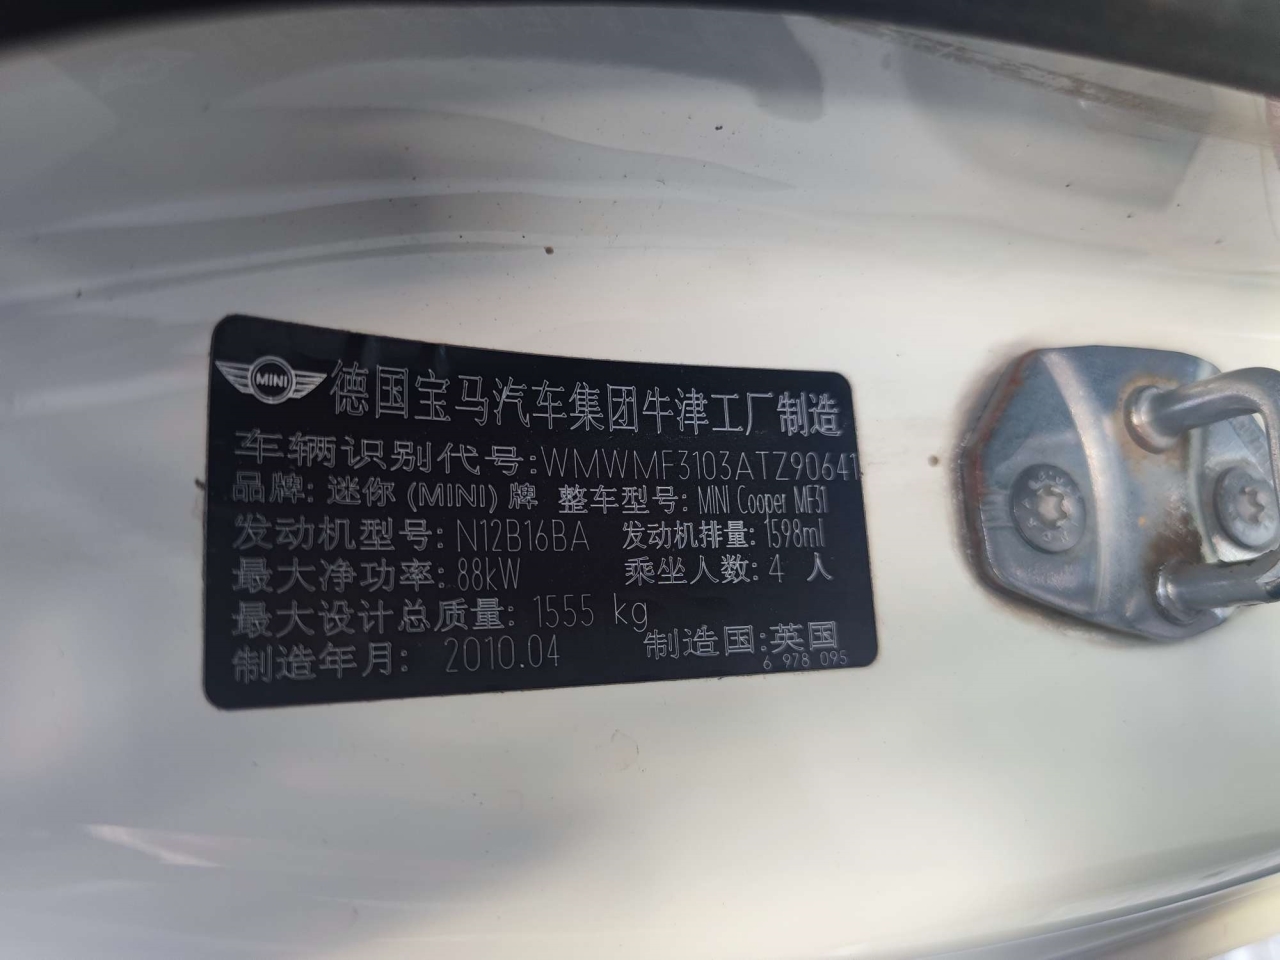 MINI 德国宝马汽车集团牛津工厂制造
车辆识别代号:WMWMF3103ATZ90641
品牌: 迷你 (MINI) 牌 整车型号: MINI Cooper MF31
发动机型号: N12B16BA 发动机排量: 1598ml
最大净功率: 88kW 乘坐人数: 4 人
最大设计总质量: 1555 kg
制造年月: 2010.04 制造国:英国
6 978 095